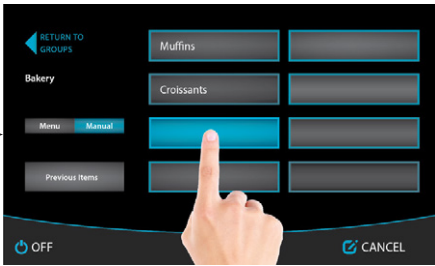 RETURN TO
GROUPS
Muffins
Bakery
Croissants
Menu Manual
Previous Items
OFF
CANCEL